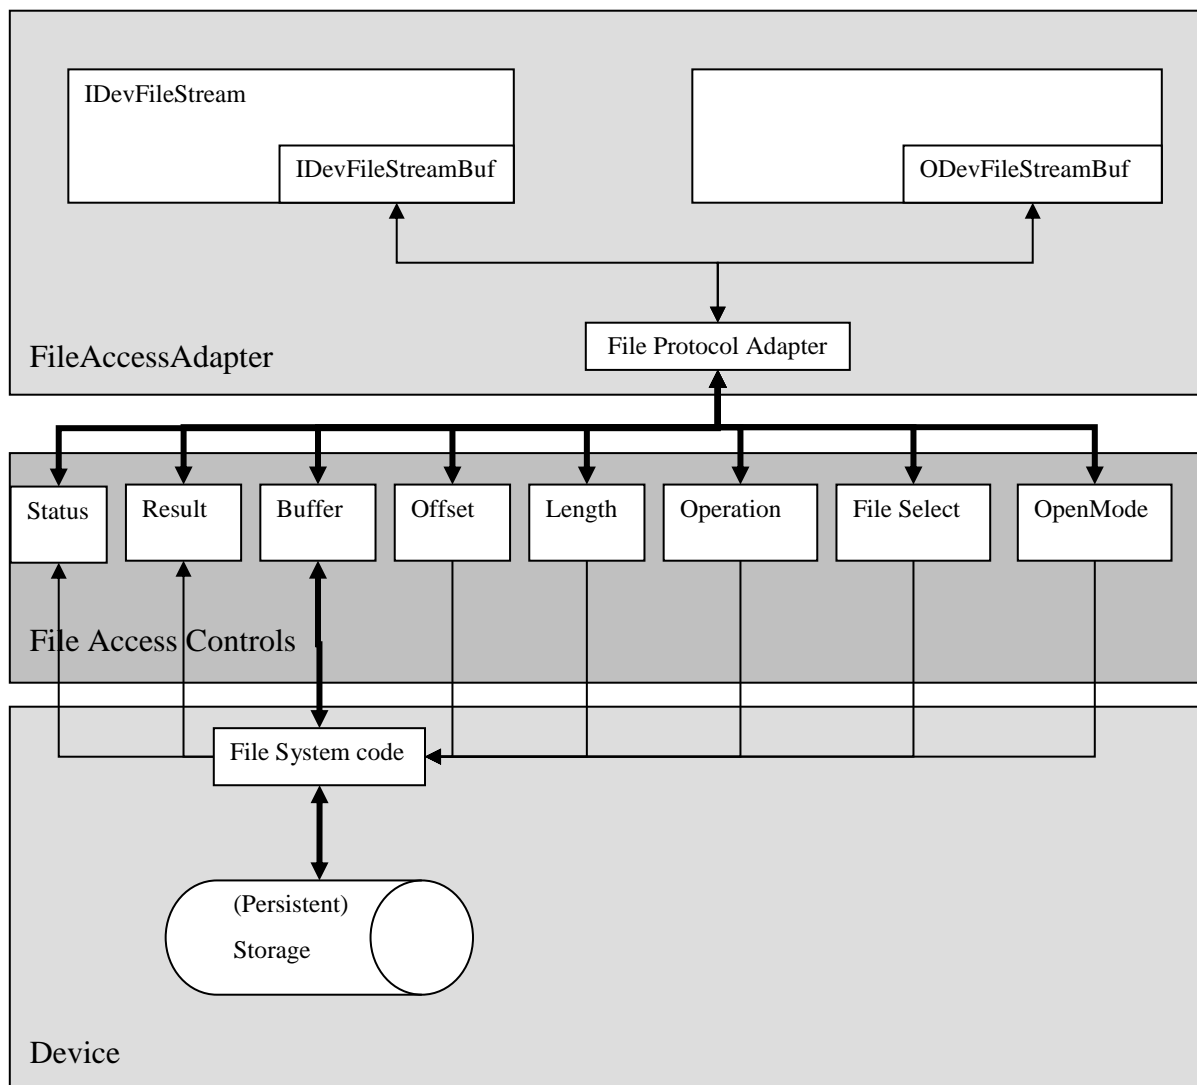 IDevFileStream
IDevFileStreamBuf
ODevFileStreamBuf
File Protocol Adapter
FileAccessAdapter
Status
Result
Buffer
Offset
Length
Operation
File Select
OpenMode
File Access Controls
File System code
(Persistent)
Storage
Device